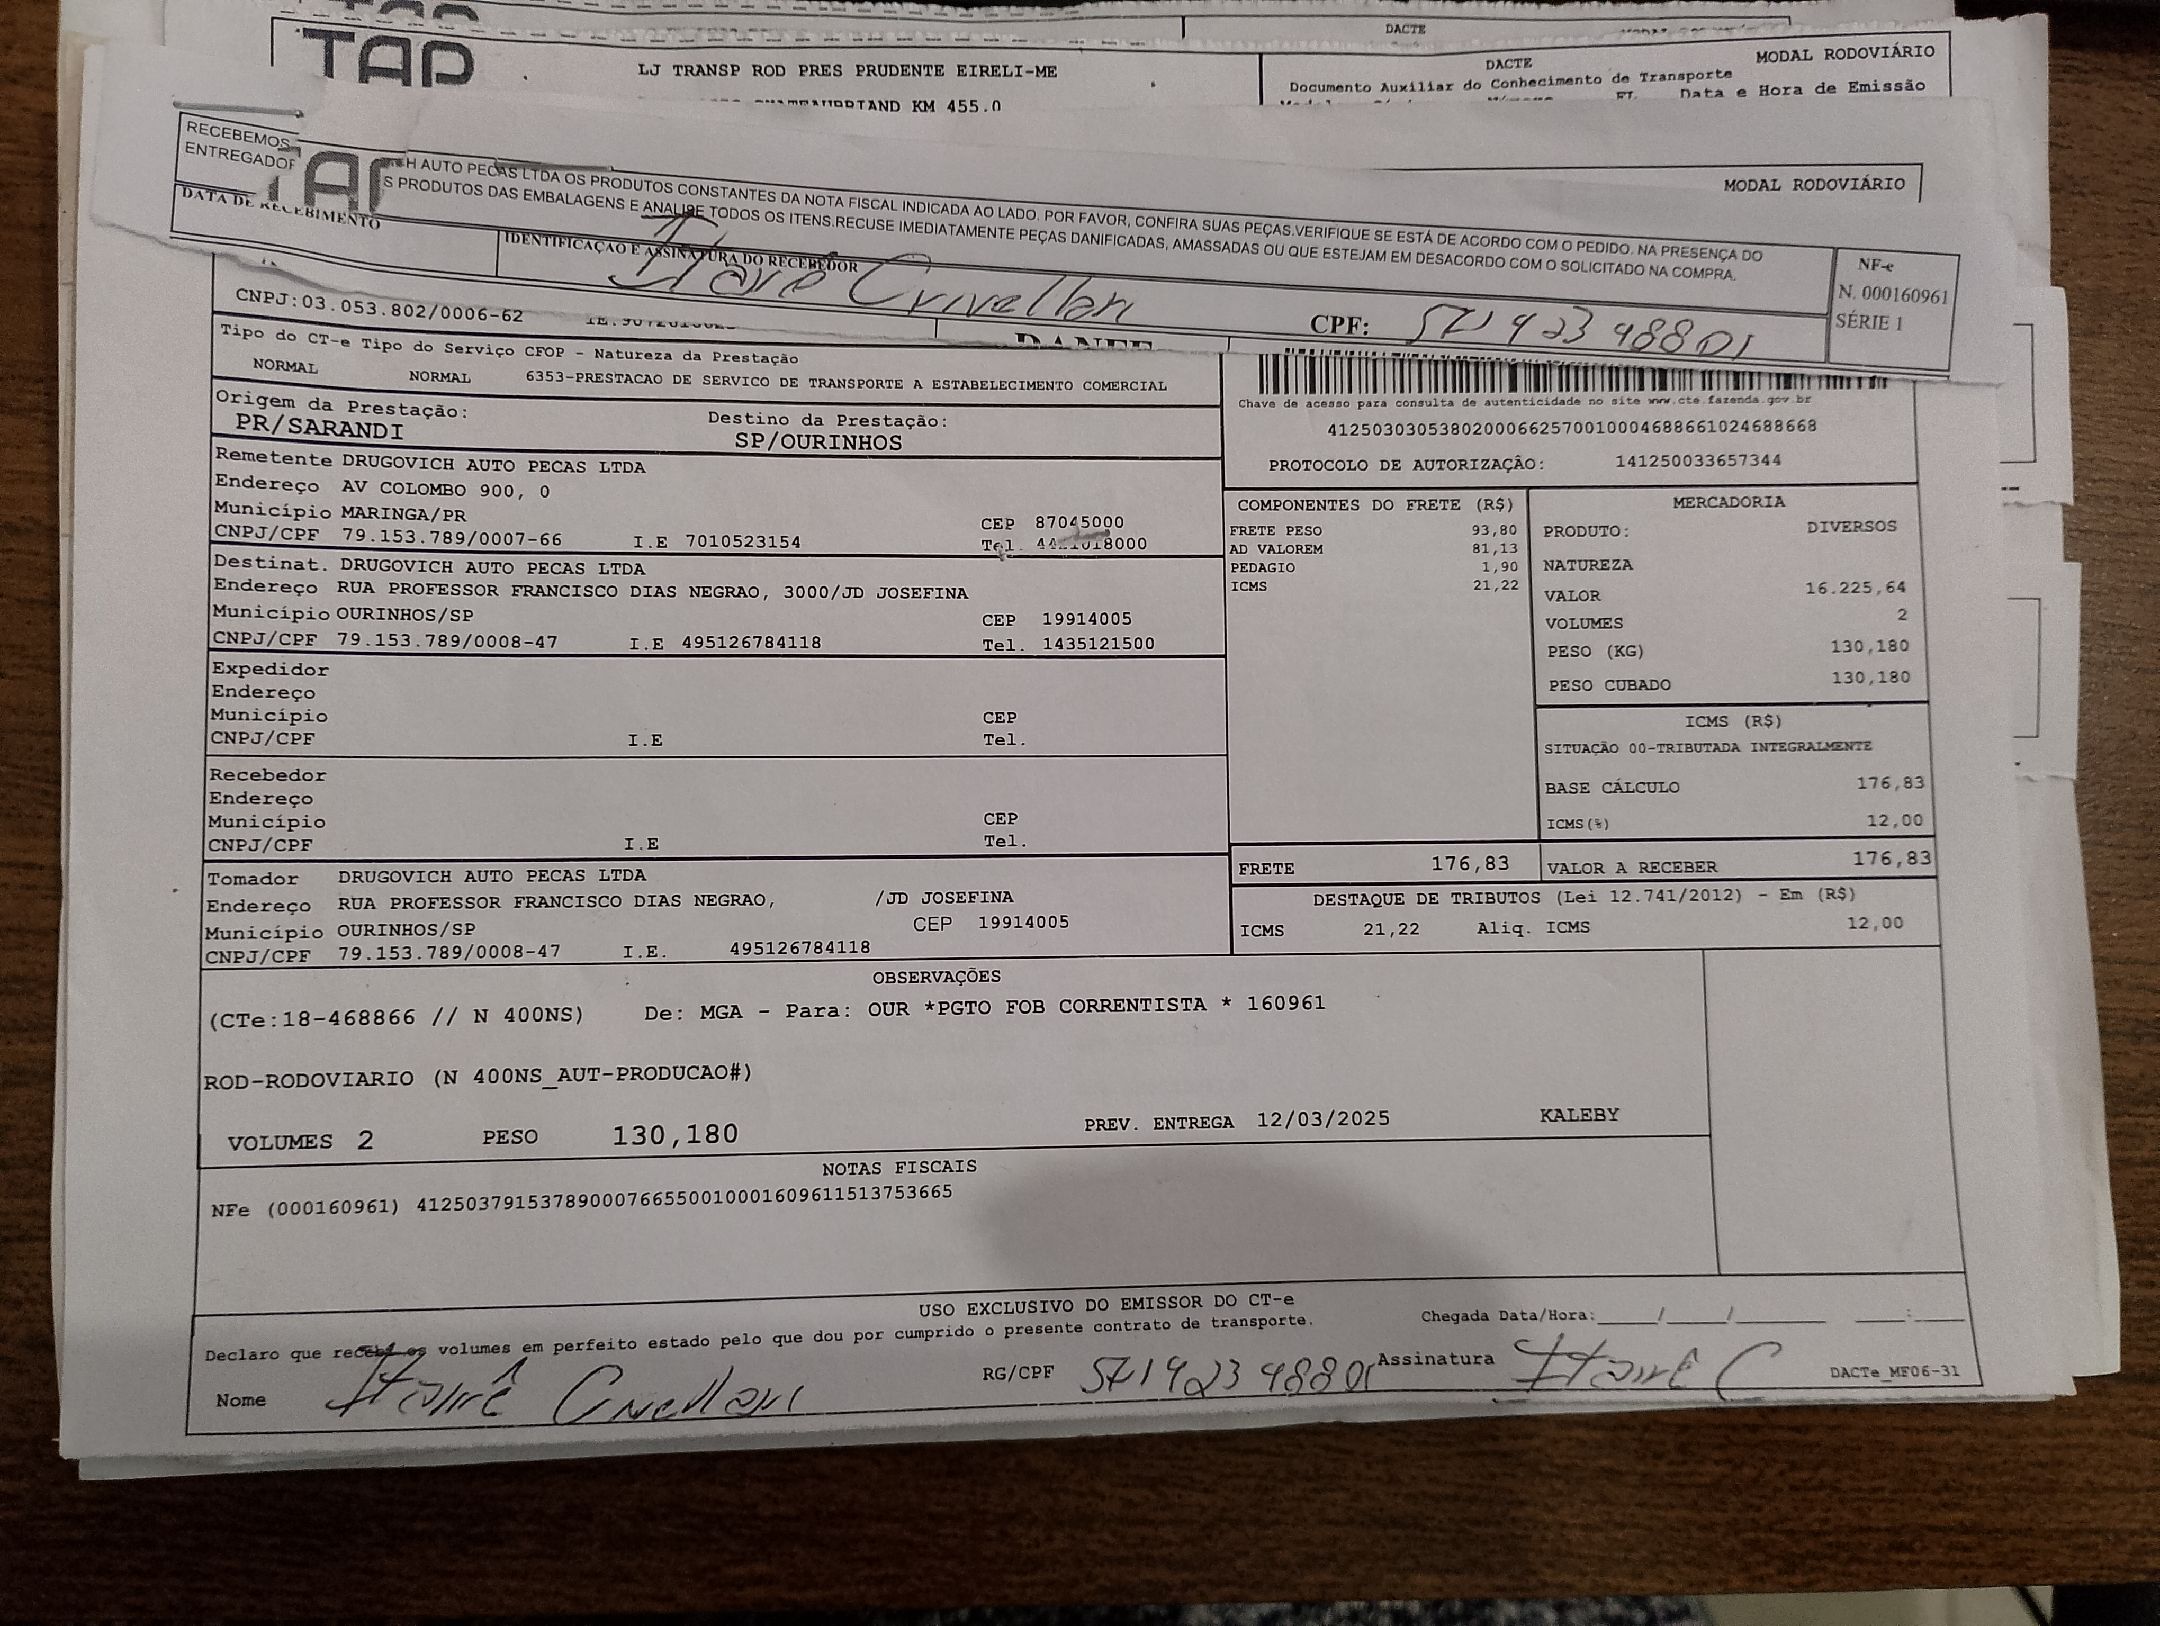 TAP
LJ TRANSP ROD PRES PRUDENTE EIRELI-ME
KM 455.0
DACTE
DACTE
MODAL RODOVIÁRIO
Documento Auxiliar do Conhecimento de Transporte
Data e Hora de Emissão
MODAL RODOVIÁRIO
RECEBEMOS H AUTO PEÇAS LTDA OS PRODUTOS CONSTANTES DA NOTA FISCAL INDICADA AO LADO. POR FAVOR, CONFIRA SUAS PEÇAS.VERIFIQUE SE ESTÁ DE ACORDO COM O PEDIDO. NA PRESENÇA DO
ENTREGADOR S PRODUTOS DAS EMBALAGENS E ANALISE TODOS OS ITENS.RECUSE IMEDIATAMENTE PEÇAS DANIFICADAS, AMASSADAS OU QUE ESTEJAM EM DESACORDO COM O SOLICITADO NA COMPRA.
DATA DE RECEBIMENTO
IDENTIFICAÇÃO E ASSINATURA DO RECEBEDOR
Crivellari
CPF:
NF-e
N. 000160961
SÉRIE 1
CNPJ:03.053.802/0006-62
DANFE
Tipo do CT-e Tipo do Serviço CFOP - Natureza da Prestação
NORMAL NORMAL 6353-PRESTACAO DE SERVICO DE TRANSPORTE A ESTABELECIMENTO COMERCIAL
Chave de acesso para consulta de autenticidade no site www.cte.fazenda.gov.br
41250303053802000662570010004688661024688668
PROTOCOLO DE AUTORIZAÇÃO: 141250033657344
Origem da Prestação: Destino da Prestação:
PR/SARANDI SP/OURINHOS
Remetente DRUGOVICH AUTO PECAS LTDA
Endereço AV COLOMBO 900, 0
Município MARINGA/PR CEP 87045000
CNPJ/CPF 79.153.789/0007-66 I.E 7010523154 Tel.
Destinat. DRUGOVICH AUTO PECAS LTDA
Endereço RUA PROFESSOR FRANCISCO DIAS NEGRAO, 3000/JD JOSEFINA
Município OURINHOS/SP CEP 19914005
CNPJ/CPF 79.153.789/0008-47 I.E 495126784118 Tel. 1435121500
Expedidor
Endereço
Município CEP
CNPJ/CPF I.E Tel.
Recebedor
Endereço
Município CEP
CNPJ/CPF I.E Tel.
Tomador DRUGOVICH AUTO PECAS LTDA
Endereço RUA PROFESSOR FRANCISCO DIAS NEGRAO, /JD JOSEFINA
Município OURINHOS/SP CEP 19914005
CNPJ/CPF 79.153.789/0008-47 I.E. 495126784118
COMPONENTES DO FRETE (R$)
FRETE PESO 93,80
AD VALOREM 81,13
PEDAGIO 1,90
ICMS 21,22
MERCADORIA
PRODUTO: DIVERSOS
NATUREZA
VALOR 16.225,64
VOLUMES 2
PESO (KG) 130,180
PESO CUBADO 130,180
ICMS (R$)
SITUAÇÃO 00-TRIBUTADA INTEGRALMENTE
BASE CÁLCULO 176,83
ICMS(%) 12,00
FRETE 176,83 VALOR A RECEBER 176,83
DESTAQUE DE TRIBUTOS (Lei 12.741/2012) - Em (R$)
ICMS 21,22 Aliq. ICMS 12,00
OBSERVAÇÕES
(CTe:18-468866 // N 400NS) De: MGA - Para: OUR *PGTO FOB CORRENTISTA * 160961
ROD-RODOVIARIO (N 400NS_AUT-PRODUCAO#)
VOLUMES 2 PESO 130,180 PREV. ENTREGA 12/03/2025 KALEBY
NOTAS FISCAIS
NFe (000160961) 41250379153789000766550010001609611513753665
USO EXCLUSIVO DO EMISSOR DO CT-e
Declaro que recebi os volumes em perfeito estado pelo que dou por cumprido o presente contrato de transporte. Chegada Data/Hora:_____/_____/________ ____:____
Nome Crivellari RG/CPF Assinatura DACTe_MF06-31